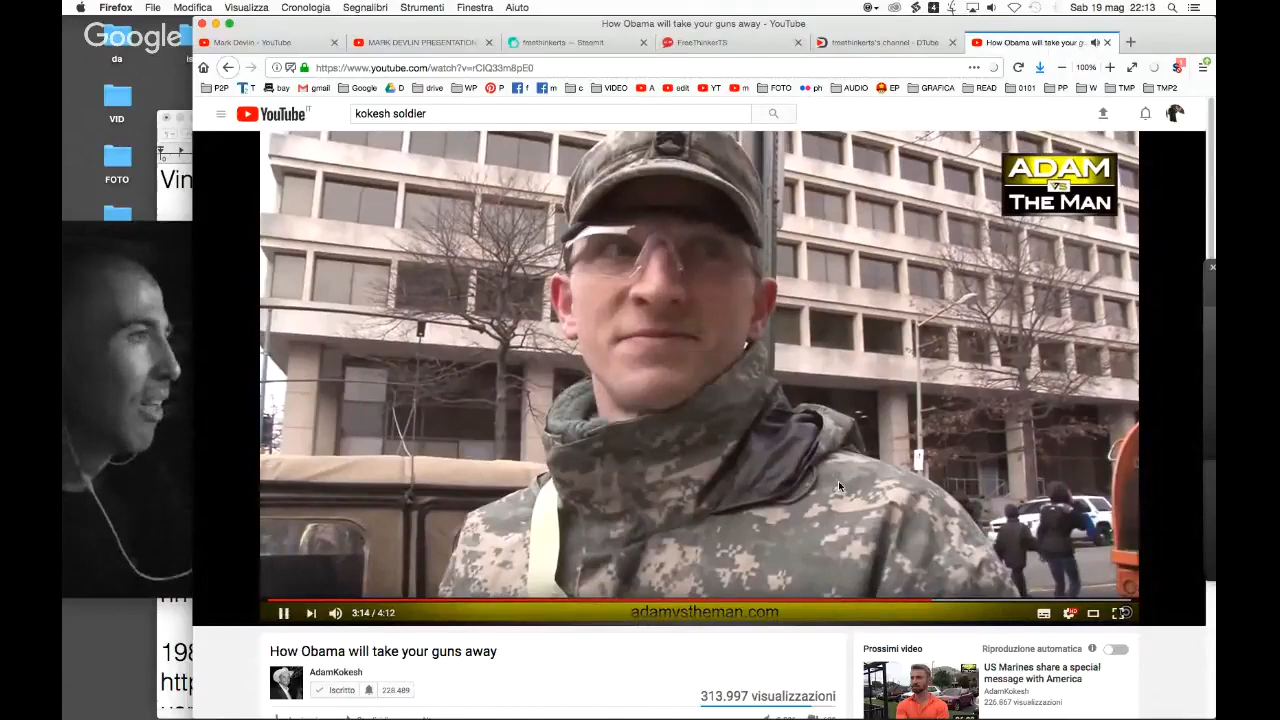 Firefox File Modifica Visualizza Cronologia Segnalibri Strumenti Finestra Aiuto
4 Sab 19 mag 22:13
Google
How Obama will take your guns away - YouTube
Mark Devlin - YouTube
MARK DEVLIN PRESENTATION
freethinkerts — Steemit
FreeThinkerTS
freethinkerts's channel - DTube
How Obama will take your gu
https://www.youtube.com/watch?v=rCIQ33m8pE0
100%
P2P T bay gmail Google D drive WP P f f m c VIDEO A edit YT m FOTO ph AUDIO EP GRAFICA READ 0101 PP W TMP TMP2
da
VID
FOTO
Vin
YouTube IT
kokesh soldier
ADAM
VS
THE MAN
3:14 / 4:12
adamvstheman.com
HD
How Obama will take your guns away
AdamKokesh
Iscritto 228.489
313.997 visualizzazioni
Prossimi video
Riproduzione automatica
US Marines share a special
message with America
AdamKokesh
226.867 visualizzazioni
198
http